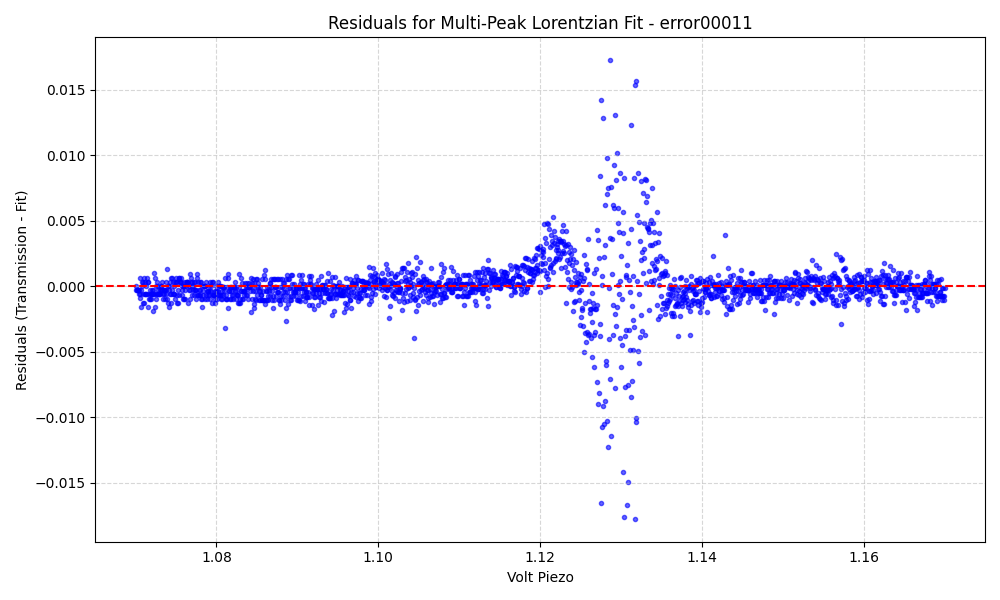 Residuals for Multi-Peak Lorentzian Fit - error00011
Residuals (Transmission - Fit)
0.015
0.010
0.005
0.000
−0.005
−0.010
−0.015
1.08 1.10 1.12 1.14 1.16
Volt Piezo